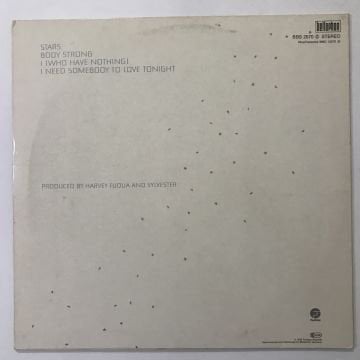 bellaphon
STEREO
STARS
BODY STRONG
I (WHO HAVE NOTHING)
I NEED SOMEBODY TO LOVE TONIGHT
PRODUCED BY HARVEY FUQUA AND SYLVESTER